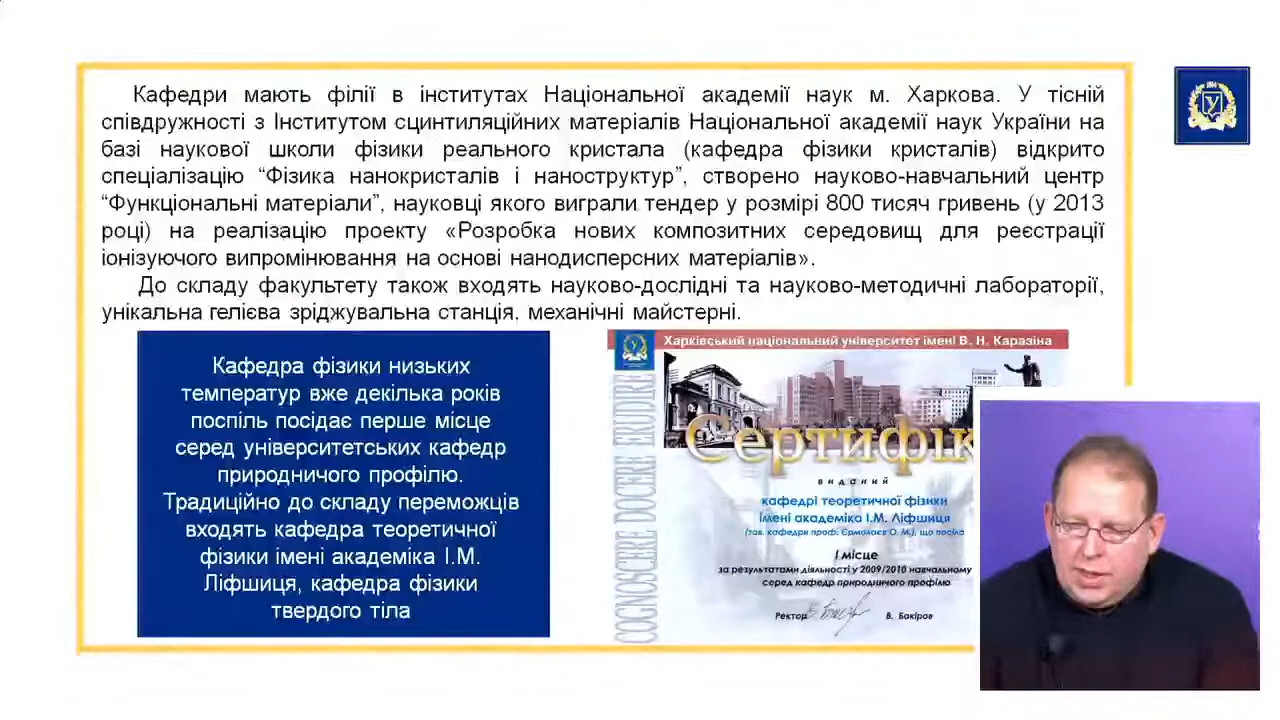 Кафедри мають філії в інститутах Національної академії наук м. Харкова. У тісній
співдружності з Інститутом сцинтиляційних матеріалів Національної академії наук України на
базі наукової школи фізики реального кристала (кафедра фізики кристалів) відкрито
спеціалізацію “Фізика нанокристалів і наноструктур”, створено науково-навчальний центр
“Функціональні матеріали”, науковці якого виграли тендер у розмірі 800 тисяч гривень (у 2013
році) на реалізацію проекту «Розробка нових композитних середовищ для реєстрації
іонізуючого випромінювання на основі нанодисперсних матеріалів».
До складу факультету також входять науково-дослідні та науково-методичні лабораторії,
унікальна гелієва зріджувальна станція, механічні майстерні.
Кафедра фізики низьких
температур вже декілька років
поспіль посідає перше місце
серед університетських кафедр
природничого профілю.
Традиційно до складу переможців
входять кафедра теоретичної
фізики імені академіка І.М.
Ліфшиця, кафедра фізики
твердого тіла
Харківський національний університет імені В. Н. Каразіна
COGNOSCERE DOCERE ERUDIRE
Сертифік
виданий
кафедрі теоретичної фізики
імені академіка І.М. Ліфшиця
(зав. кафедри проф. Єрмолаєв О. М.), що посіла
І місце
за результатами діяльності у 2009/2010 навчальному
серед кафедр природничого профілю
Ректор В. Бакіров